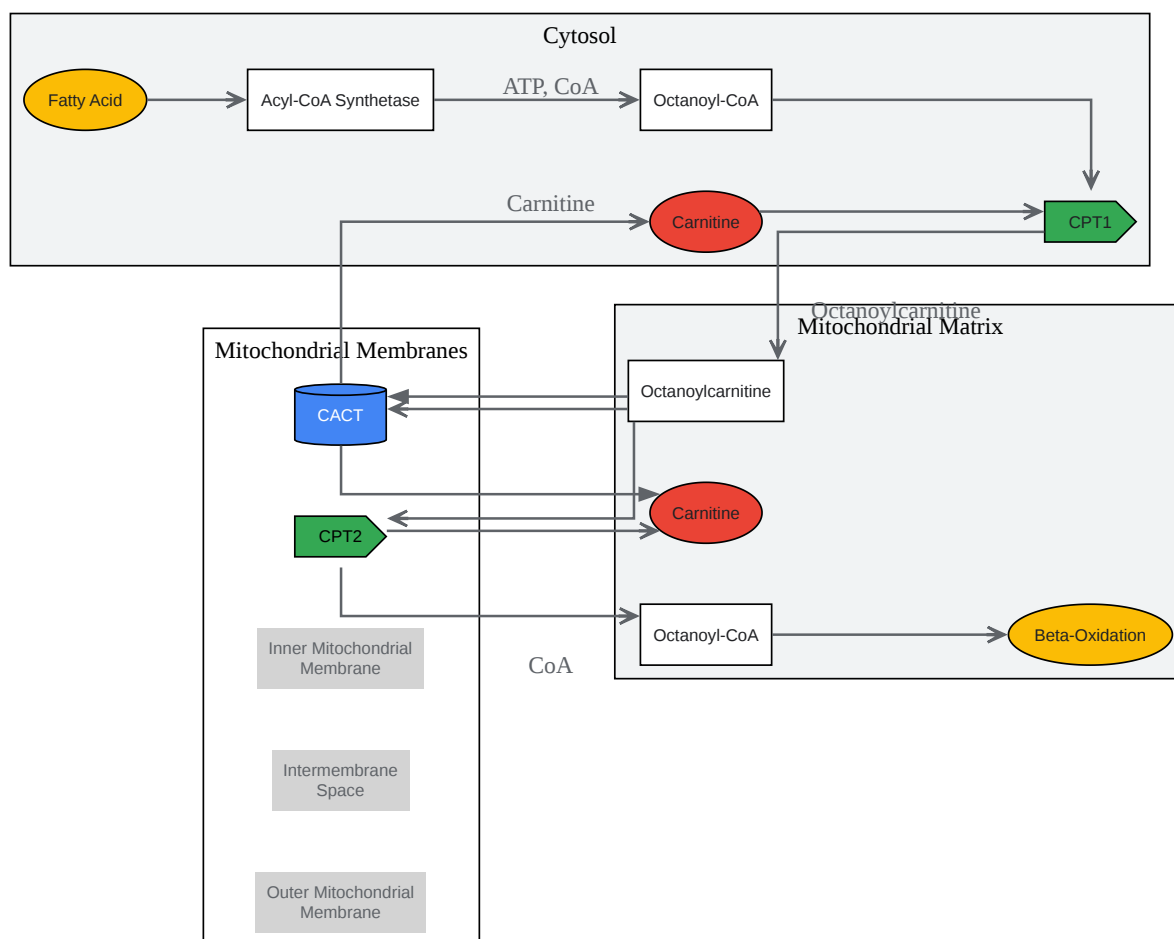 Cytosol
Fatty Acid
Acyl-CoA Synthetase
ATP, CoA
Octanoyl-CoA
Carnitine
Carnitine
CPT1
Octanoylcarnitine
Mitochondrial Matrix
Mitochondrial Membranes
CACT
Octanoylcarnitine
Carnitine
CPT2
Octanoyl-CoA
Beta-Oxidation
CoA
Inner Mitochondrial
Membrane
Intermembrane
Space
Outer Mitochondrial
Membrane